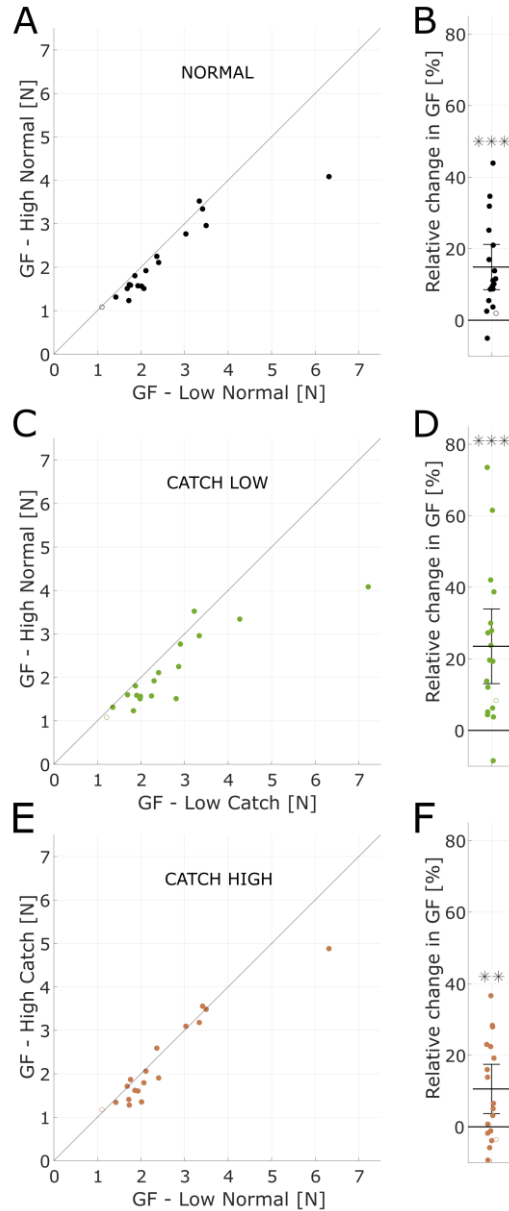 A
NORMAL
GF - High Normal [N]
7
6
5
4
3
2
1
0
0 1 2 3 4 5 6 7
GF - Low Normal [N]
B
Relative change in GF [%]
80
60
40
20
0
***
C
CATCH LOW
GF - High Normal [N]
7
6
5
4
3
2
1
0
0 1 2 3 4 5 6 7
GF - Low Catch [N]
D
Relative change in GF [%]
80
60
40
20
0
***
E
CATCH HIGH
GF - High Catch [N]
7
6
5
4
3
2
1
0
0 1 2 3 4 5 6 7
GF - Low Normal [N]
F
Relative change in GF [%]
80
60
40
20
0
**